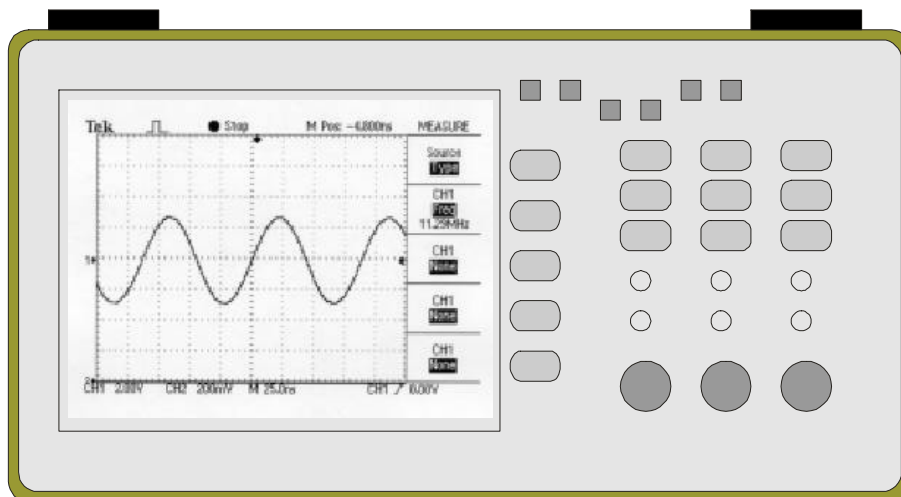 Tek Stop M Pos: -4.800ns MEASURE
Source
Type
CH1
Freq
11.29MHz
CH1
None
CH1
None
CH1
None
CH1 2.00V CH2 200mV M 25.0ns CH1 0.00V